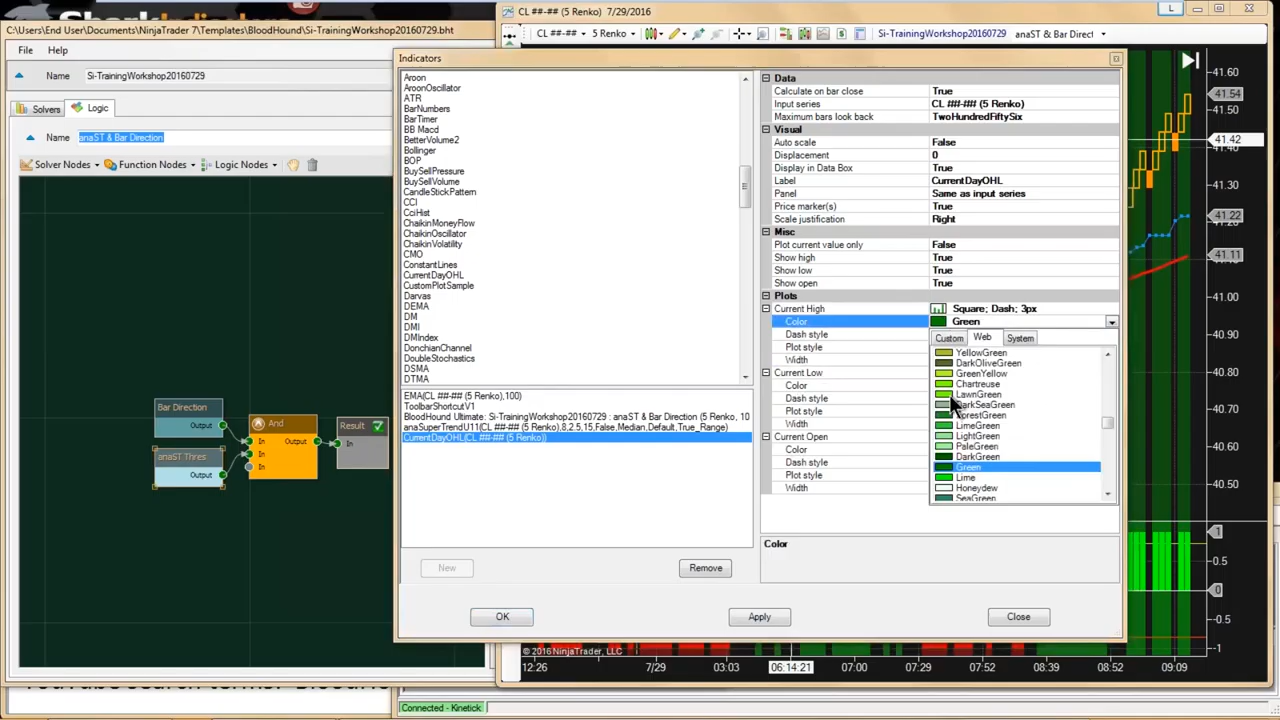 Shark Indicators
C:\Users\End User\Documents\NinjaTrader 7\Templates\BloodHound\Si-TrainingWorkshop20160729.bht
File Help
Name Si-TrainingWorkshop20160729
Solvers Logic
Name anaST & Bar Direction
Solver Nodes Function Nodes Logic Nodes
Bar Direction
Output
anaST Thres
Output
And
In Output
In
In
Result
In
CL ##-## (5 Renko) 7/29/2016
L
CL ##-## 5 Renko Si-TrainingWorkshop20160729 anaST & Bar Direct
Indicators
Aroon
AroonOscillator
ATR
BarNumbers
BarTimer
BB Macd
BetterVolume2
Bollinger
BOP
BuySellPressure
BuySellVolume
CandleStickPattern
CCI
CciHist
ChaikinMoneyFlow
ChaikinOscillator
ChaikinVolatility
CMO
ConstantLines
CurrentDayOHL
CustomPlotSample
Darvas
DEMA
DM
DMI
DMIndex
DonchianChannel
DoubleStochastics
DSMA
DTMA
EMA(CL ##-## (5 Renko),100)
ToolbarShortcutV1
BloodHound Ultimate: Si-TrainingWorkshop20160729 : anaST & Bar Direction (5 Renko, 10
anaSuperTrendU11(CL ##-## (5 Renko),8,2.5,15,False,Median,Default,True_Range)
CurrentDayOHL(CL ##-## (5 Renko))
New Remove
OK Apply Close
Data
Calculate on bar close True
Input series CL ##-## (5 Renko)
Maximum bars look back TwoHundredFiftySix
Visual
Auto scale False
Displacement 0
Display in Data Box True
Label CurrentDayOHL
Panel Same as input series
Price marker(s) True
Scale justification Right
Misc
Plot current value only False
Show high True
Show low True
Show open True
Plots
Current High Square; Dash; 3px
Color Green
Dash style
Plot style
Width
Current Low
Color
Dash style
Plot style
Width
Current Open
Color
Dash style
Plot style
Width
Custom Web System
YellowGreen
DarkOliveGreen
GreenYellow
Chartreuse
LawnGreen
DarkSeaGreen
ForestGreen
LimeGreen
LightGreen
PaleGreen
DarkGreen
Green
Lime
Honeydew
SeaGreen
Color
41.60
41.54
41.50
41.42
41.40
41.30
41.22
41.11
41.00
40.90
40.80
40.70
40.60
40.50
1
0.5
0
-0.5
-1
© 2016 NinjaTrader, LLC
12:26 7/29 03:03 06:14:21 07:00 07:29 07:52 08:39 08:52 09:09
Connected - Kinetick